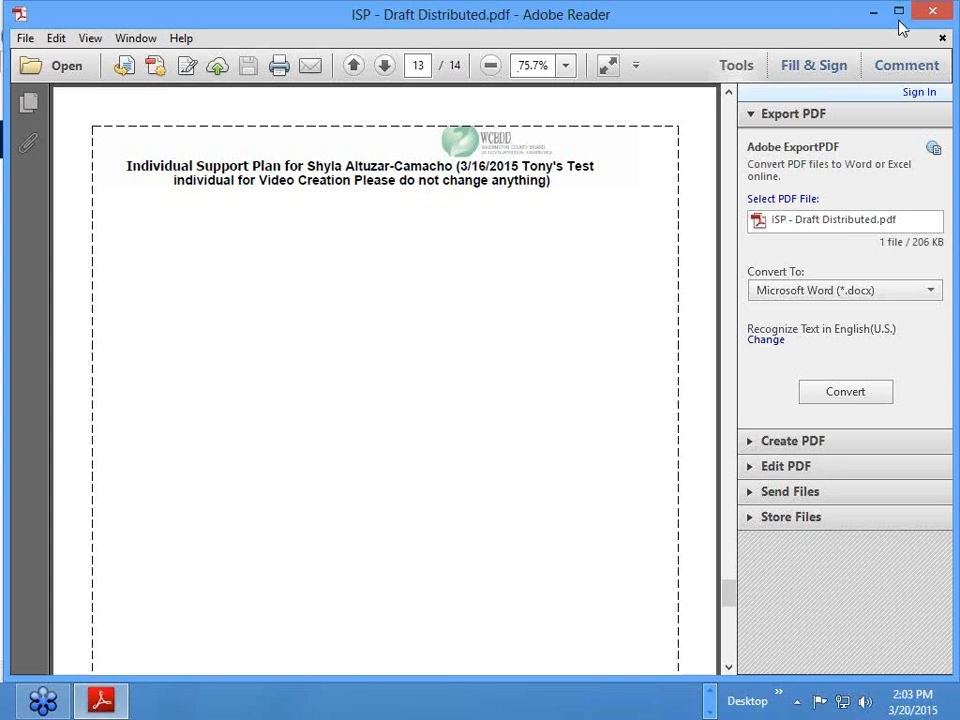 ISP - Draft Distributed.pdf - Adobe Reader
File Edit View Window Help
Open 13 / 14 75.7% Tools Fill & Sign Comment
Sign In
WCBDD
Individual Support Plan for Shyla Altuzar-Camacho (3/16/2015 Tony's Test
individual for Video Creation Please do not change anything)
Export PDF
Adobe ExportPDF
Convert PDF files to Word or Excel
online.
Select PDF File:
ISP - Draft Distributed.pdf
1 file / 206 KB
Convert To:
Microsoft Word (*.docx)
Recognize Text in English(U.S.)
Change
Convert
Create PDF
Edit PDF
Send Files
Store Files
Desktop
2:03 PM
3/20/2015